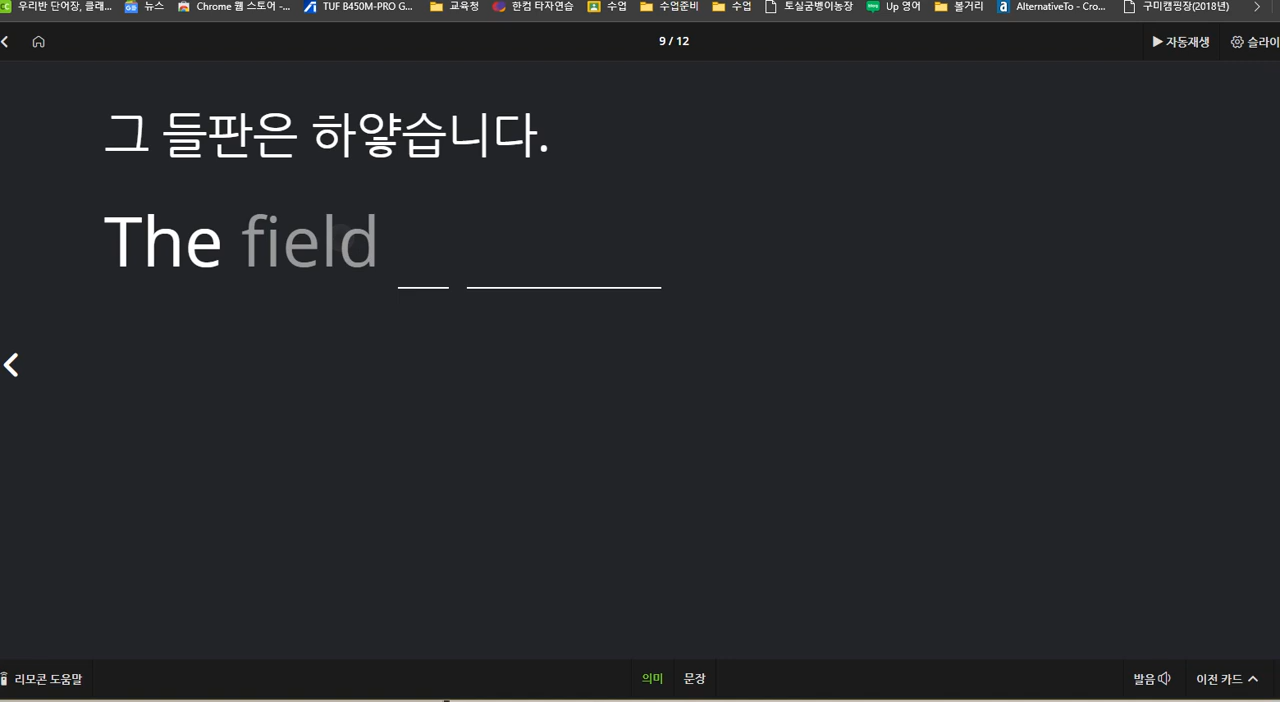 우리반 단어장, 클래... 뉴스 Chrome 웹 스토어 -... TUF B450M-PRO G... 교육청 한컴 타자연습 수업 수업준비 수업 토실굼벵이농장 Up 영어 볼거리 AlternativeTo - Cro... 구미캠핑장(2018년)
9 / 12 자동재생 슬라이
그 들판은 하얗습니다.
The field
리모콘 도움말 의미 문장 발음 이전 카드